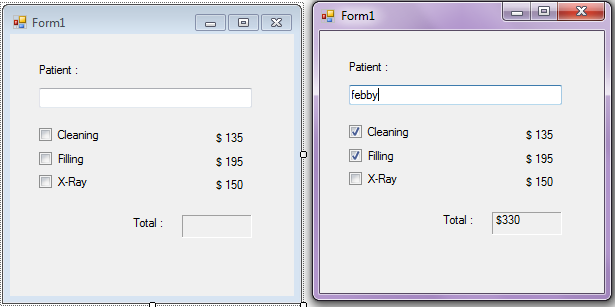 Form1
Patient :
Cleaning $ 135
Filling $ 195
X-Ray $ 150
Total :
Form1
Patient :
febby
Cleaning $ 135
Filling $ 195
X-Ray $ 150
Total : $330